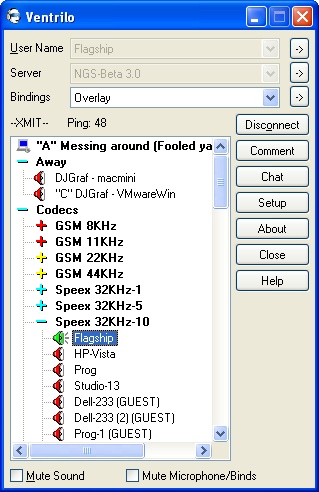 Ventrilo
User Name Flagship ->
Server NGS-Beta 3.0 ->
Bindings Overlay ->
--XMIT-- Ping: 48 Disconnect
"A" Messing around (Fooled ya
Away
DJGraf - macmini
"C" DJGraf - VMwareWin
Codecs
GSM 8KHz
GSM 11KHz
GSM 22KHz
GSM 44KHz
Speex 32KHz-1
Speex 32KHz-5
Speex 32KHz-10
Flagship
HP-Vista
Prog
Studio-13
Dell-233 (GUEST)
Dell-233 (2) (GUEST)
Prog-1 (GUEST)
Comment
Chat
Setup
About
Close
Help
Mute Sound Mute Microphone/Binds